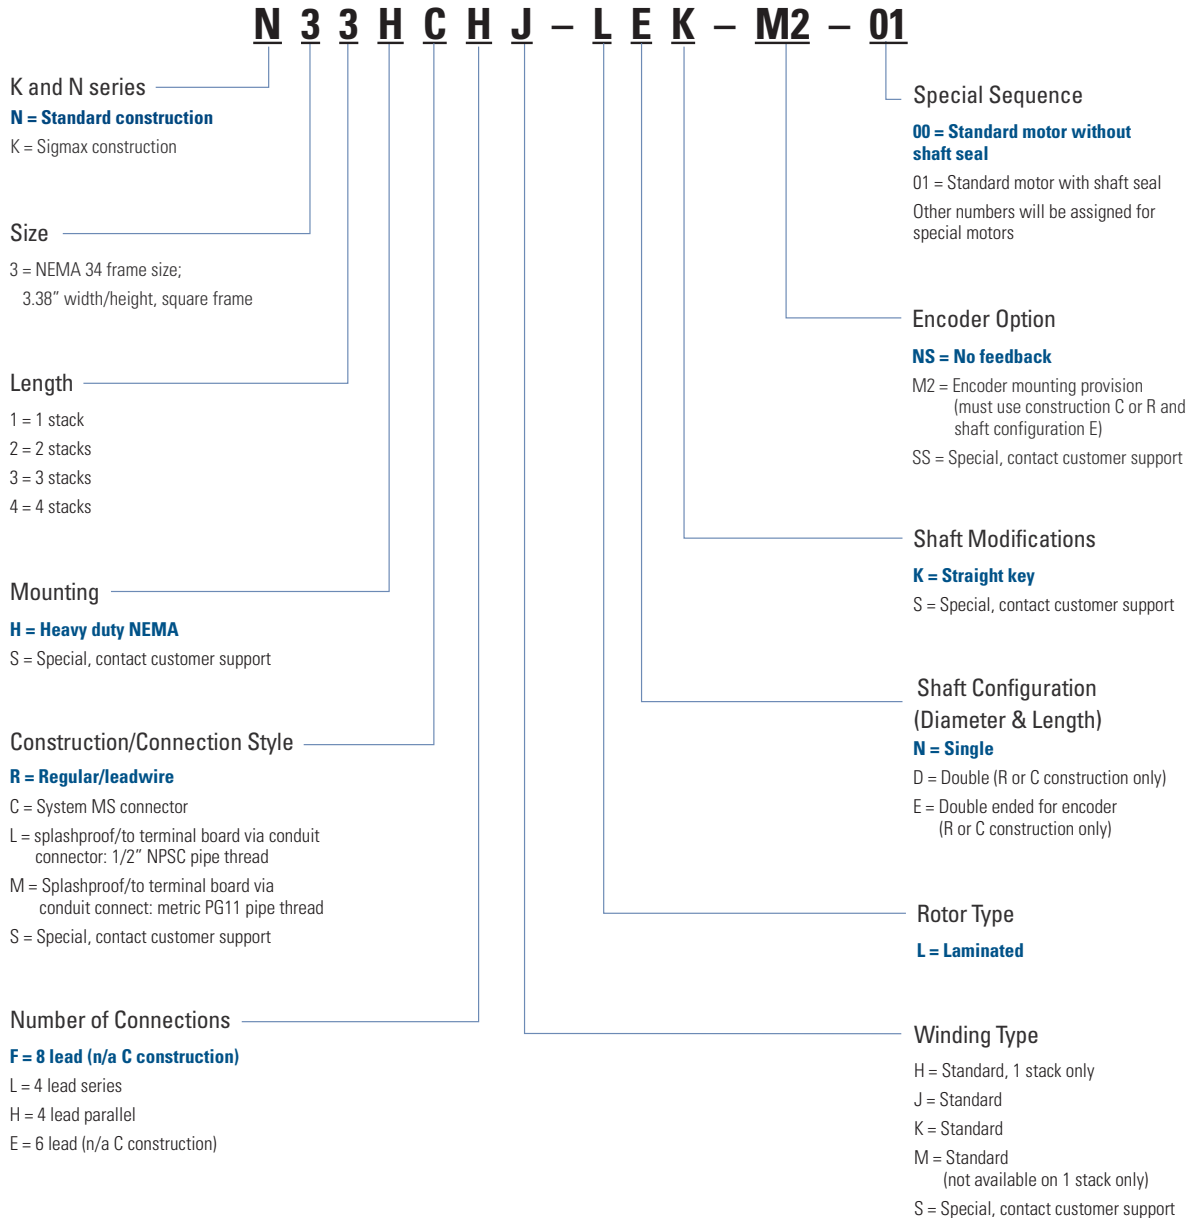 N 3 3 H C H J – L E K – M2 – 01
K and N series
N = Standard construction
K = Sigmax construction
Size
3 = NEMA 34 frame size;
3.38” width/height, square frame
Length
1 = 1 stack
2 = 2 stacks
3 = 3 stacks
4 = 4 stacks
Mounting
H = Heavy duty NEMA
S = Special, contact customer support
Construction/Connection Style
R = Regular/leadwire
C = System MS connector
L = splashproof/to terminal board via conduit
connector: 1/2” NPSC pipe thread
M = Splashproof/to terminal board via
conduit connect: metric PG11 pipe thread
S = Special, contact customer support
Number of Connections
F = 8 lead (n/a C construction)
L = 4 lead series
H = 4 lead parallel
E = 6 lead (n/a C construction)
Special Sequence
00 = Standard motor without
shaft seal
01 = Standard motor with shaft seal
Other numbers will be assigned for
special motors
Encoder Option
NS = No feedback
M2 = Encoder mounting provision
(must use construction C or R and
shaft configuration E)
SS = Special, contact customer support
Shaft Modifications
K = Straight key
S = Special, contact customer support
Shaft Configuration
(Diameter & Length)
N = Single
D = Double (R or C construction only)
E = Double ended for encoder
(R or C construction only)
Rotor Type
L = Laminated
Winding Type
H = Standard, 1 stack only
J = Standard
K = Standard
M = Standard
(not available on 1 stack only)
S = Special, contact customer support